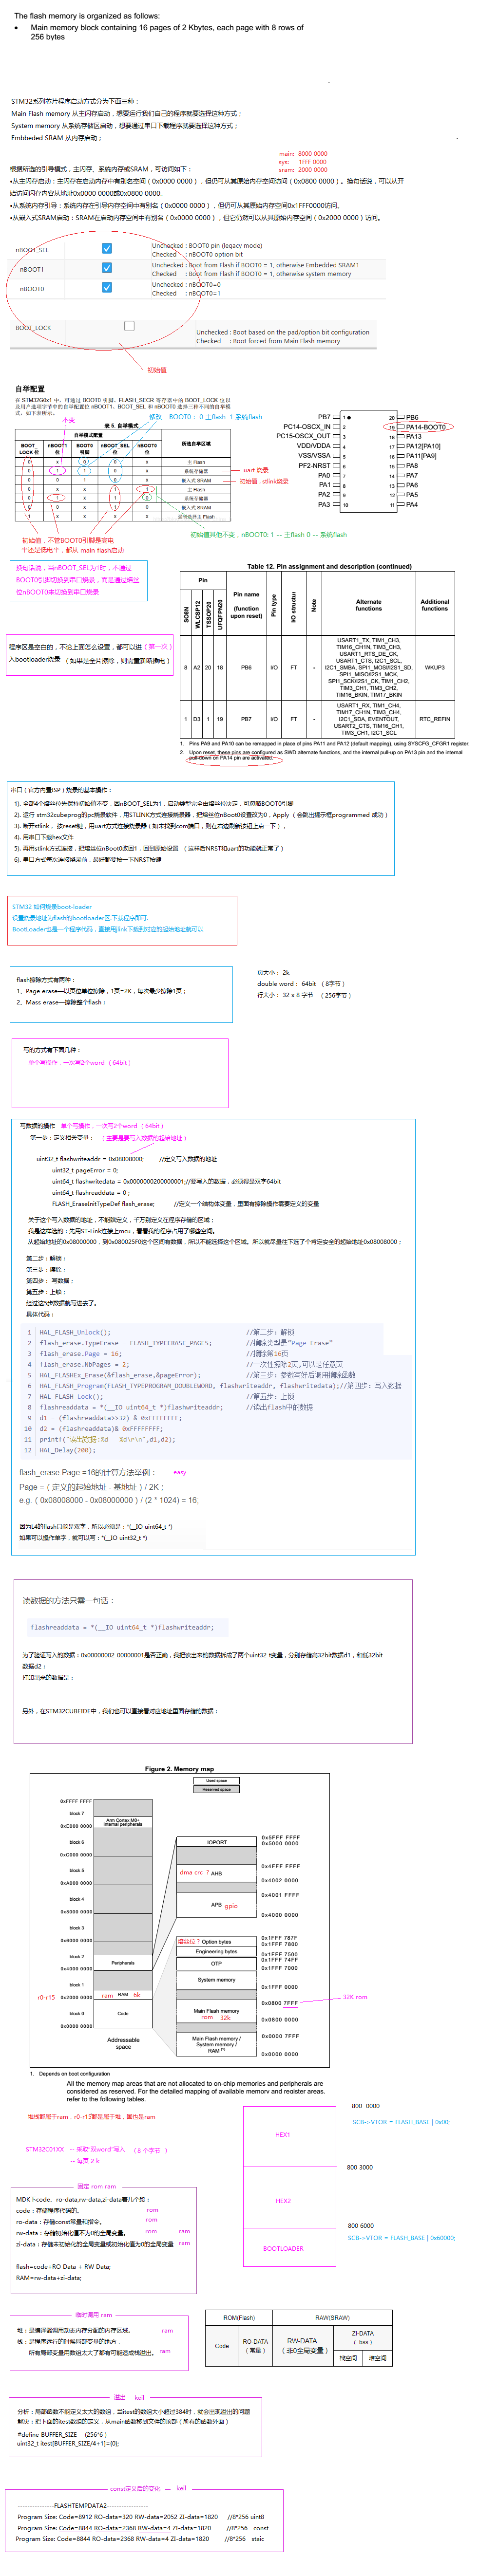 The flash memory is organized as follows:
• Main memory block containing 16 pages of 2 Kbytes, each page with 8 rows of
256 bytes
STM32系列芯片程序启动方式分为下面三种：
Main Flash memory 从主闪存启动，想要运行我们自己的程序就要选择这种方式；
System memory 从系统存储区启动，想要通过串口下载程序就要选择这种方式；
Embbeded SRAM 从内存启动；
main: 8000 0000
sys: 1FFF 0000
sram: 2000 0000
根据所选的引导模式，主闪存、系统内存或SRAM，可访问如下：
•从主闪存启动：主闪存在启动内存中有别名空间（0x0000 0000），但仍可从其原始内存空间访问（0x0800 0000）。换句话说，可以从开
始访问闪存内容从地址0x0000 0000或0x0800 0000。
•从系统内存引导：系统内存在引导内存空间中有别名（0x0000 0000），但仍可从其原始内存空间0x1FFF0000访问。
•从嵌入式SRAM启动：SRAM在启动内存空间中有别名（0x0000 0000），但它仍然可以从其原始内存空间（0x2000 0000）访问。
nBOOT_SEL
Unchecked : BOOT0 pin (legacy mode)
Checked : nBOOT0 option bit
nBOOT1
Unchecked : Boot from Flash if BOOT0 = 1, otherwise Embedded SRAM1
Checked : Boot from Flash if BOOT0 = 1, otherwise system memory
nBOOT0
Unchecked : nBOOT0=0
Checked : nBOOT0=1
BOOT_LOCK
Unchecked : Boot based on the pad/option bit configuration
Checked : Boot forced from Main Flash memory
初始值
自举配置
在 STM32G0x1 中，可通过 BOOT0 引脚、FLASH_SECR 寄存器中的 BOOT_LOCK 位以
及用户选项字节中的自举配置位 nBOOT1、BOOT_SEL 和 nBOOT0 选择三种不同的自举模
式，如下表所示。
不变
修改 BOOT0： 0 主flash 1 系统flash
表 5. 自举模式
自举模式配置
所选自举区域
BOOT_LOCK 位
nBOOT1 位
BOOT0 引脚
nBOOT_SEL 位
nBOOT0 位
0 x 0 0 x 主 Flash
0 1 1 0 x 系统存储器
0 0 1 0 x 嵌入式 SRAM
0 x x 1 1 主 Flash
0 1 x 1 0 系统存储器
0 0 x 1 0 嵌入式 SRAM
1 x x x x
uart 烧录
初始值，stlink烧录
初始值，不管BOOT0引脚是高电
平还是低电平，都从 main flash启动
初始值其他不变，nBOOT0: 1 -- 主flash 0 -- 系统flash
PB7 1 20 PB6
PC14-OSCX_IN 2 19 PA14-BOOT0
PC15-OSCX_OUT 3 18 PA13
VDD/VDDA 4 17 PA12[PA10]
VSS/VSSA 5 16 PA11[PA9]
PF2-NRST 6 15 PA8
PA0 7 14 PA7
PA1 8 13 PA6
PA2 9 12 PA5
PA3 10 11 PA4
换句话说，由nBOOT_SEL为1时，不通过
BOOT0引脚切换到串口烧录，而是通过熔丝
位nBOOT0来切换到串口烧录
Table 12. Pin assignment and description (continued)
Pin
SO8N
WLCSP12
TSSOP20
UFQFPN20
Pin name
(function
upon reset)
Pin type
I/O structur
Note
Alternate
functions
Additional
functions
8 A2 20 18 PB6 I/O FT -
USART1_TX, TIM1_CH3,
TIM16_CH1N, TIM3_CH3,
USART1_RTS_DE_CK,
USART1_CTS, I2C1_SCL,
I2C1_SMBA, SPI1_MOSI/I2S1_SD,
SPI1_MISO/I2S1_MCK,
SPI1_SCK/I2S1_CK, TIM1_CH2,
TIM3_CH1, TIM3_CH2,
TIM16_BKIN, TIM17_BKIN
WKUP3
1 D3 1 19 PB7 I/O FT -
USART1_RX, TIM1_CH4,
TIM17_CH1N, TIM3_CH4,
I2C1_SDA, EVENTOUT,
USART2_CTS, TIM16_CH1,
TIM3_CH1, I2C1_SCL
RTC_REFIN
1. Pins PA9 and PA10 can be remapped in place of pins PA11 and PA12 (default mapping), using SYSCFG_CFGR1 register.
2. Upon reset, these pins are configured as SWD alternate functions, and the internal pull-up on PA13 pin and the internal
pull-down on PA14 pin are activated.
程序区是空白的，不论上面怎么设置，都可以进（第一次）
入bootloader烧录 （如果是全片擦除，则需重新断插电）
串口（官方内置ISP）烧录的基本操作：
1). 全部4个熔丝位先保持初始值不变，因nBOOT_SEL为1，启动类型完全由熔丝位决定，可忽略BOOT0引脚
2). 运行 stm32cubeprog的pc烧录软件，用STLINK方式连接烧录器，把熔丝位nBoot0设置改为0，Apply（会跳出提示框programmed 成功）
3). 断开stlink， 按reset键，用uart方式连接烧录器（如未找到com端口，则在右边刷新按钮上点一下），
4). 用串口下载hex文件
5). 再用stlink方法连接，把熔丝位nBoot0改回1，回到原始设置 （这样后NRST和uart的功能就正常了）
6). 串口方式每次连接烧录前，最好都要按一下NRST按键
STM32 如何烧录boot-loader
设置烧录地址为flash的bootloader区.下载程序即可.
BootLoader也是一个程序代码，直接用jlink下载到对应的起始地址就可以
flash擦除方式有两种：
1、Page erase—以页位单位擦除，1页=2K，每次最少擦除1页；
2、Mass erase—擦除整个flash；
页大小： 2k
double word： 64bit （8字节）
行大小： 32 x 8 字节 （256字节）
写的方式有下面几种：
单个写操作，一次写2个word（64bit）
写数据的操作 单个写操作，一次写2个word（64bit）
第一步：定义相关变量： （主要是要写入数据的起始地址）
uint32_t flashwriteaddr = 0x08008000; //定义写入数据的地址
uint32_t pageError = 0;
uint64_t flashwritedata = 0x0000000200000001;//要写入的数据，必须得是双字64bit
uint64_t flashreaddata = 0 ;
FLASH_EraseInitTypeDef flash_erase; //定义一个结构体变量，里面有擦除操作需要定义的变量
关于这个写入数据的地址，不能瞎定义，千万别定义在程序存储的区域；
我是这样选的：先用ST-Link连接上mcu，看看我的程序占用了哪些空间。
从起始地址的0x08000000，到0x080025F0这个区间有数据，所以不能选择这个区域。所以就尽量往下选了个肯定安全的起始地址0x08008000；
第二步：解锁；
第三步：擦除；
第四步： 写数据；
第五步：上锁；
经过这5步数据就写进去了。
具体代码：
1 HAL_FLASH_Unlock(); //第二步：解锁
2 flash_erase.TypeErase = FLASH_TYPEERASE_PAGES; //擦除类型是“Page Erase”
3 flash_erase.Page = 16; //擦除第16页
4 flash_erase.NbPages = 2; //一次性擦除2页,可以是任意页
5 HAL_FLASHEx_Erase(&flash_erase,&pageError); //第三步：参数写好后调用擦除函数
6 HAL_FLASH_Program(FLASH_TYPEPROGRAM_DOUBLEWORD, flashwriteaddr, flashwritedata);//第四步：写入数据
7 HAL_FLASH_Lock(); //第五步：上锁
8 flashreaddata = *(__IO uint64_t *)flashwriteaddr; //读出flash中的数据
9 d1 = (flashreaddata>>32) & 0xFFFFFFFF;
10 d2 = (flashreaddata)& 0xFFFFFFFF;
11 printf("读出数据:%d %d\r\n",d1,d2);
12 HAL_Delay(200);
flash_erase.Page =16的计算方法举例： easy
Page =（定义的起始地址 - 基地址）/ 2K；
e.g.（0x08008000 - 0x08000000）/ (2 * 1024) = 16;
因为L4的flash只能是双字，所以必须是：*(__IO uint64_t *)
如果可以操作单字，就可以写：*(__IO uint32_t *)
读数据的方法只需一句话：
flashreaddata = *(__IO uint64_t *)flashwriteaddr;
为了验证写入的数据：0x00000002_00000001是否正确，我把读出来的数据拆成了两个uint32_t变量，分别存储高32bit数据d1，和低32bit
数据d2；
打印出来的数据是：
另外，在STM32CUBEIDE中，我们也可以直接看对应地址里面存储的数据：
Figure 2. Memory map
Used space
Reserved space
0xFFFF FFFF
block 7
Arm Cortex M0+
internal peripherals
0xE000 0000
block 6
0xC000 0000
block 5
0xA000 0000
block 4
0x8000 0000
block 3
0x6000 0000
block 2
Peripherals
0x4000 0000
block 1
r0-r15
0x2000 0000
ram RAM 6k
block 0
Code
0x0000 0000
Addressable
space
IOPORT
0x5FFF FFFF
0x5000 0000
dma crc ? AHB
0x4FFF FFFF
0x4002 0000
APB gpio
0x4001 FFFF
0x4000 0000
熔丝位? Option bytes
0x1FFF 787F
0x1FFF 7800
Engineering bytes
0x1FFF 7500
OTP
0x1FFF 74FF
0x1FFF 7000
System memory
0x1FFF 0000
Main Flash memory
rom 32k
0x0800 7FFF
32K rom
0x0800 0000
Main Flash memory /
System memory /
RAM (1)
0x0000 7FFF
0x0000 0000
1. Depends on boot configuration
All the memory map areas that are not allocated to on-chip memories and peripherals are
considered as reserved. For the detailed mapping of available memory and register areas,
refer to the following tables.
堆栈都属于ram，r0-r15都是属于堆，固也是ram
STM32C01XX -- 采取“双word”写入 （8 个字节 ）
-- 每页 2 k
800 0000
SCB->VTOR = FLASH_BASE | 0x00;
HEX1
800 3000
HEX2
800 6000
SCB->VTOR = FLASH_BASE | 0x60000;
BOOTLOADER
固定 rom ram
MDK下code、ro-data,rw-data,zi-data着几个段：
code：存储程序代码的。 rom
ro-data：存储const常量和指令。 rom
rw-data：存储初始化值不为0的全局变量。 rom ram
zi-data：存储未初始化的全局变量或初始化值为0的全局变量 ram
flash=code+RO Data + RW Data;
RAM=rw-data+zi-data;
临时调用 ram
堆：是编译器调用动态内存分配的内存区域。 ram
栈：是程序运行的时候局部变量的地方，
所有局部变量用数组太大了都有可能造成栈溢出。 ram
ROM(Flash) RAW(SRAW)
Code
RO-DATA
（常量）
RW-DATA
（非0全局变量）
ZI-DATA
（.bss）
栈空间 堆空间
溢出 keil
分析：局部函数不能定义太大的数组，当itest的数组大小超过384时，就会出现溢出的问题
解决：把下面的itest数组的定义，从main函数移到文件的顶部（所有的函数外面）
#define BUFFER_SIZE (256*6)
uint32_t itest[BUFFER_SIZE/4+1]={0};
const定义后的变化 keil
---------------FLASHTEMPDATA2-----------------
Program Size: Code=8912 RO-data=320 RW-data=2052 ZI-data=1820 //8*256 uint8
Program Size: Code=8844 RO-data=2368 RW-data=4 ZI-data=1820 //8*256 const
Program Size: Code=8844 RO-data=2368 RW-data=4 ZI-data=1820 //8*256 staic